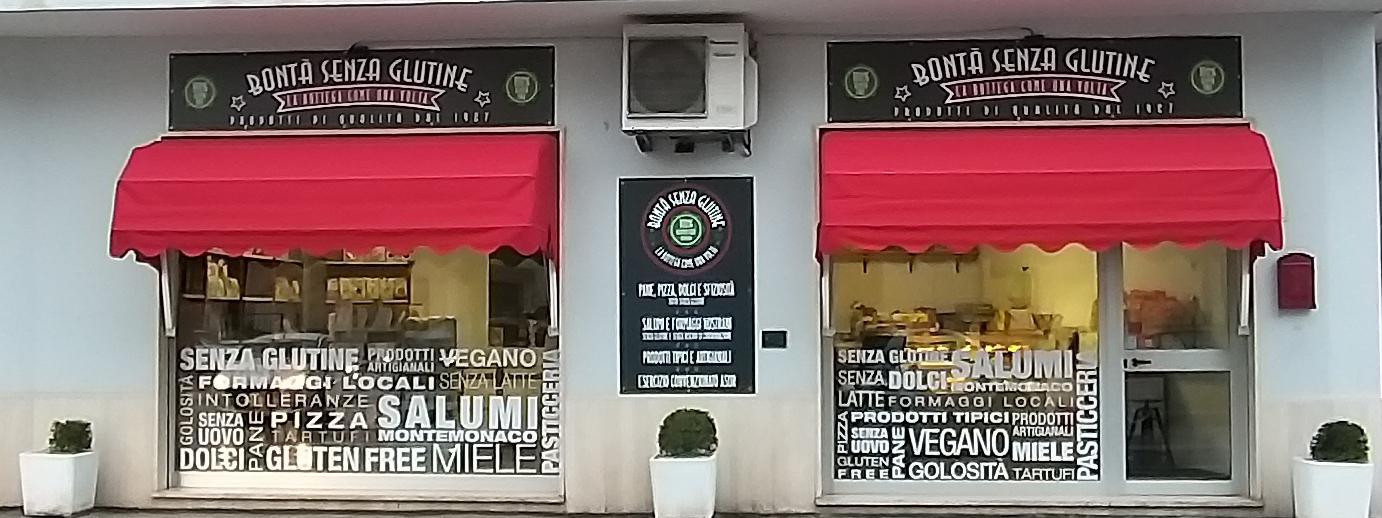 BONTÀ SENZA GLUTINE
LA BOTTEGA COME UNA VOLTA
PRODOTTI DI QUALITÀ DAL 1987
BONTÀ SENZA GLUTINE
LA BOTTEGA COME UNA VOLTA
PRODOTTI DI QUALITÀ DAL 1987
BONTÀ SENZA GLUTINE
LA BOTTEGA COME UNA VOLTA
PANE, PIZZA, DOLCI E SFIZIOSITÀ
SALUMI E FORMAGGI NOSTRANI
PRODOTTI TIPICI E ARTIGIANALI
ESERCIZIO CONVENZIONATO ASUR
SENZA GLUTINE
PRODOTTI
ARTIGIANALI
VEGANO
FORMAGGI LOCALI
SENZA LATTE
INTOLLERANZE
GOLOSITÀ
SENZA
UOVO
PANE
PIZZA
TARTUFI
SALUMI
MONTEMONACO
DOLCI
GLUTEN FREE
MIELE
PASTICCERIA
SENZA GLUTINE
SALUMI
SENZA
LATTE
DOLCI
MONTEMONACO
FORMAGGI LOCALI
PRODOTTI TIPICI
PRODOTTI
ARTIGIANALI
PIZZA
SENZA
UOVO
PANE
VEGANO
MIELE
GLUTEN
FREE
GOLOSITÀ
TARTUFI
PASTICCERIA